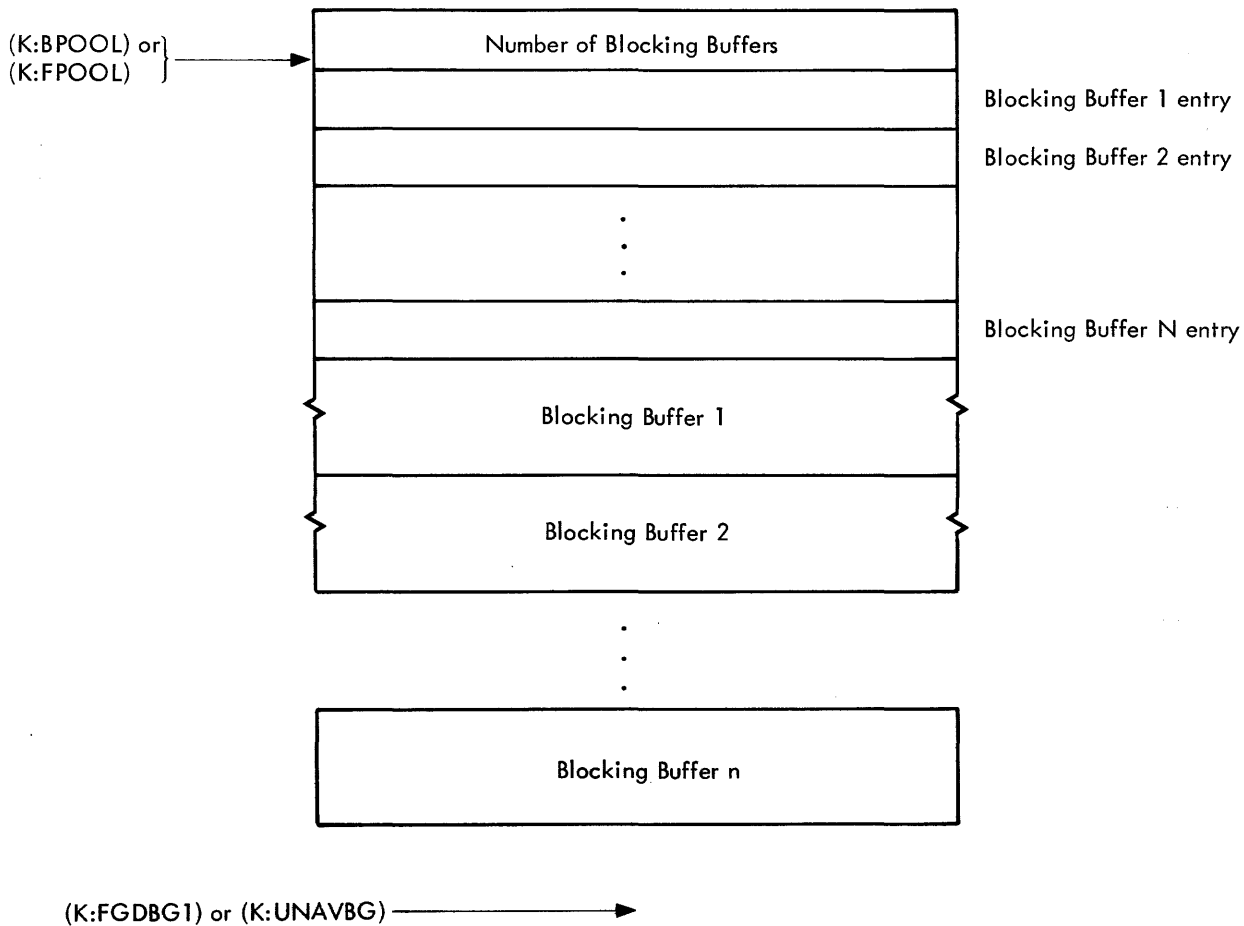 (K:BPOOL) or
(K:FPOOL)
Number of Blocking Buffers
Blocking Buffer 1 entry
Blocking Buffer 2 entry
Blocking Buffer N entry
Blocking Buffer 1
Blocking Buffer 2
Blocking Buffer n
(K:FGDBG1) or (K:UNAVBG)